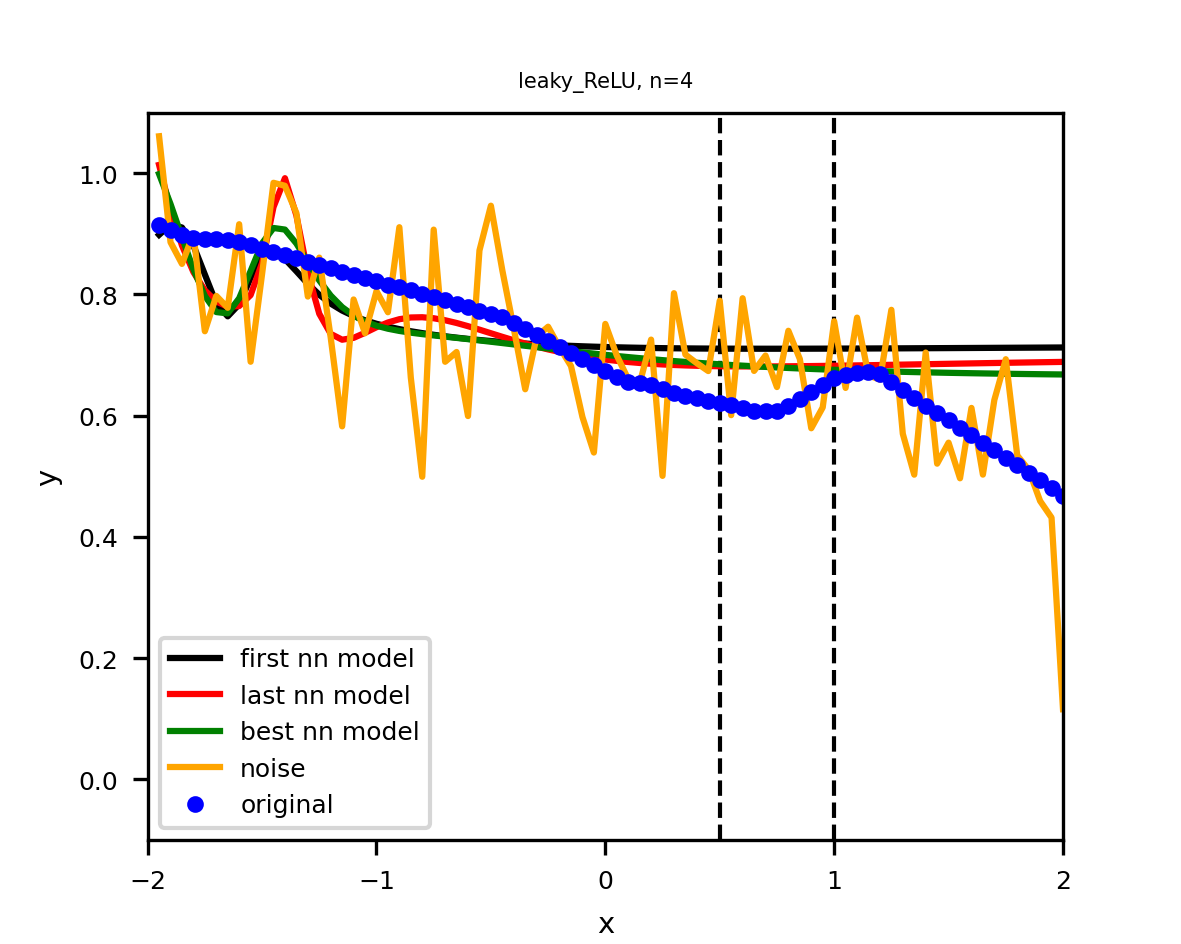 leaky_ReLU, n=4
1.0
0.8
0.6
0.4
0.2
0.0
y
first nn model
last nn model
best nn model
noise
original
−2
−1
0
1
2
x